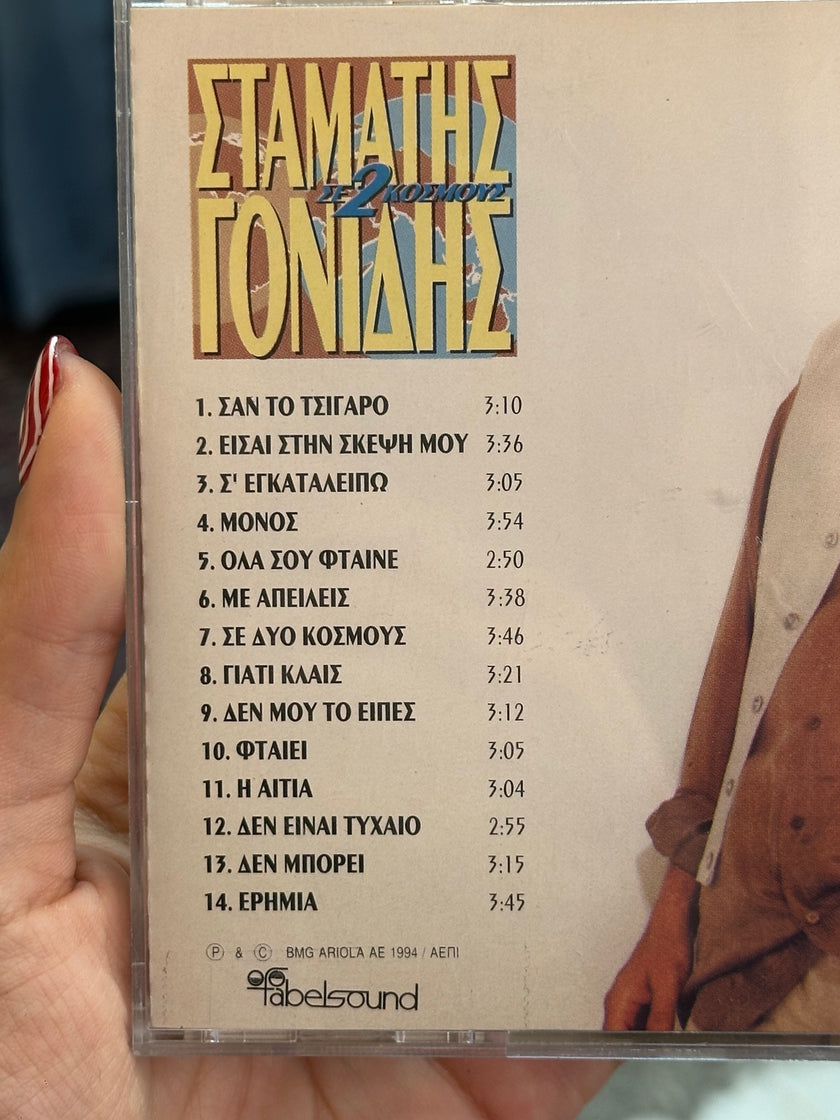 ΣΤΑΜΑΤΗΣ
ΣΕ 2 ΚΟΣΜΟΥΣ
ΓΟΝΙΔΗΣ
1. ΣΑΝ ΤΟ ΤΣΙΓΑΡΟ 3:10
2. ΕΙΣΑΙ ΣΤΗΝ ΣΚΕΨΗ ΜΟΥ 3:36
3. Σ' ΕΓΚΑΤΑΛΕΙΠΩ 3:05
4. ΜΟΝΟΣ 3:54
5. ΟΛΑ ΣΟΥ ΦΤΑΙΝΕ 2:50
6. ΜΕ ΑΠΕΙΛΕΙΣ 3:38
7. ΣΕ ΔΥΟ ΚΟΣΜΟΥΣ 3:46
8. ΓΙΑΤΙ ΚΛΑΙΣ 3:21
9. ΔΕΝ ΜΟΥ ΤΟ ΕΙΠΕΣ 3:12
10. ΦΤΑΙΕΙ 3:05
11. Η ΑΙΤΙΑ 3:04
12. ΔΕΝ ΕΙΝΑΙ ΤΥΧΑΙΟ 2:55
13. ΔΕΝ ΜΠΟΡΕΙ 3:15
14. ΕΡΗΜΙΑ 3:45
Ⓟ & Ⓒ BMG ARIOLA AE 1994 / ΑΕΠΙ
fabelsound